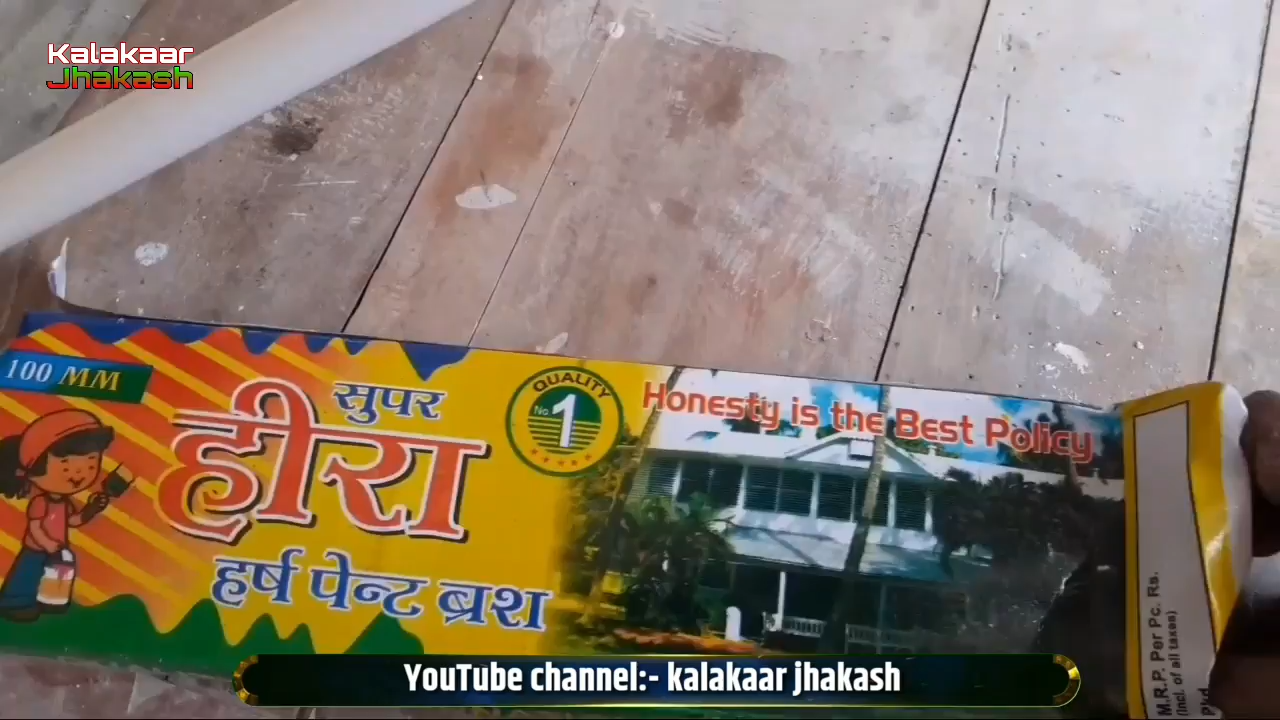 Kalakaar
Jhakash
100 MM
सुपर
हीरा
हर्ष पेन्ट ब्रश
QUALITY
No 1
Honesty is the Best Policy
M.R.P. Per Pc. Rs.
(Incl. of all taxes)
YouTube channel:- kalakaar jhakash